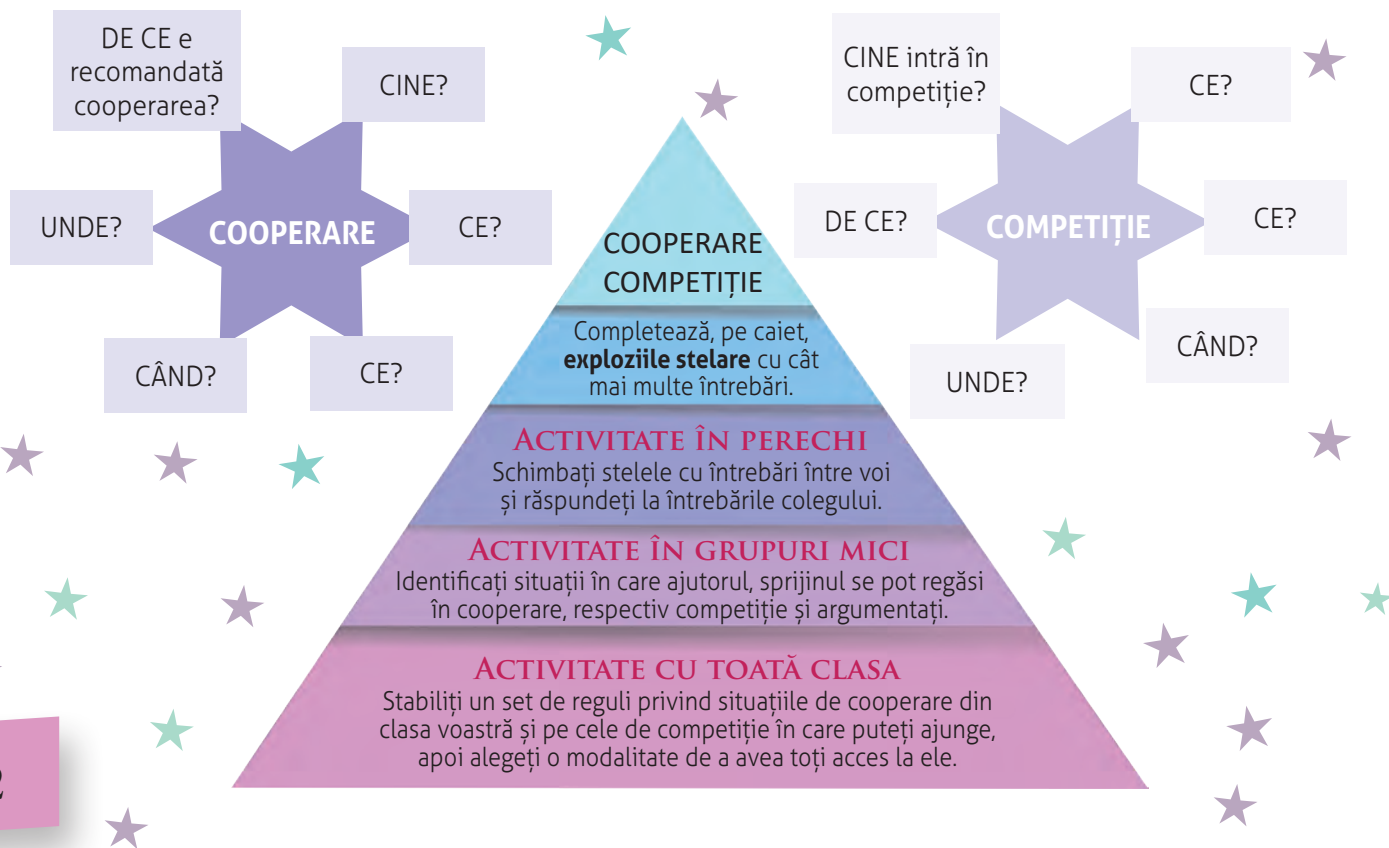 DE CE e
recomandată
cooperarea?
CINE?
UNDE?
COOPERARE
CE?
CÂND?
CE?
CINE intră în
competiție?
CE?
DE CE?
COMPETIȚIE
CE?
UNDE?
CÂND?
COOPERARE
COMPETIȚIE
Completează, pe caiet,
exploziile stelare cu cât
mai multe întrebări.
ACTIVITATE ÎN PERECHI
Schimbați stelele cu întrebări între voi
și răspundeți la întrebările colegului.
ACTIVITATE ÎN GRUPURI MICI
Identificați situații în care ajutorul, sprijinul se pot regăsi
în cooperare, respectiv competiție și argumentați.
ACTIVITATE CU TOATĂ CLASA
Stabiliți un set de reguli privind situațiile de cooperare din
clasa voastră și pe cele de competiție în care puteți ajunge,
apoi alegeți o modalitate de a avea toți acces la ele.
2